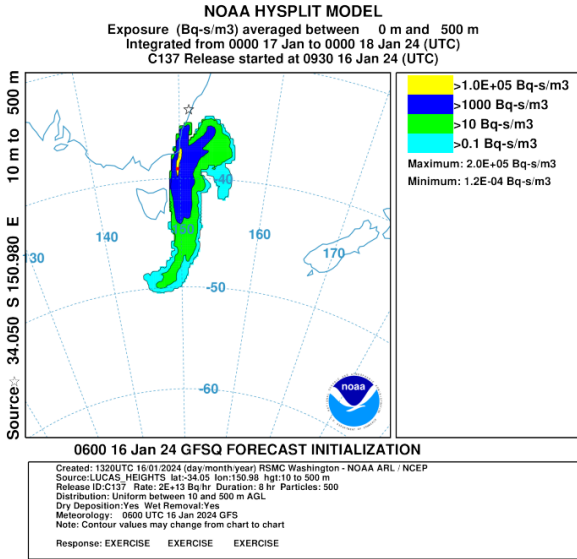 NOAA HYSPLIT MODEL
Exposure (Bq-s/m3) averaged between 0 m and 500 m
Integrated from 0000 17 Jan to 0000 18 Jan 24 (UTC)
C137 Release started at 0930 16 Jan 24 (UTC)
Source☆ 34.050 S 150.980 E 10 m to 500 m
>1.0E+05 Bq-s/m3
>1000 Bq-s/m3
>10 Bq-s/m3
>0.1 Bq-s/m3
Maximum: 2.0E+05 Bq-s/m3
Minimum: 1.2E-04 Bq-s/m3
-40
130
140
150
160
170
-50
-60
noaa
0600 16 Jan 24 GFSQ FORECAST INITIALIZATION
Created: 1320UTC 16/01/2024 (day/month/year) RSMC Washington - NOAA ARL / NCEP
Source:LUCAS_HEIGHTS lat:-34.05 lon:150.98 hgt:10 to 500 m
Release ID:C137 Rate: 2E+13 Bq/hr Duration: 8 hr Particles: 500
Distribution: Uniform between 10 and 500 m AGL
Dry Deposition:Yes Wet Removal:Yes
Meteorology: 0600 UTC 16 Jan 2024 GFS
Note: Contour values may change from chart to chart
Response: EXERCISE EXERCISE EXERCISE